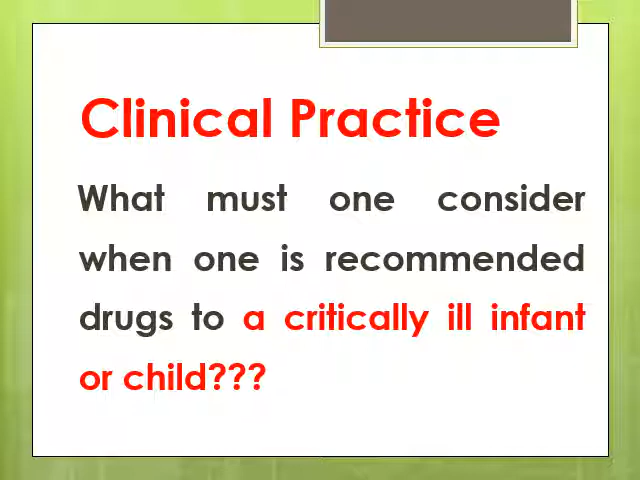 Clinical Practice
What must one consider
when one is recommended
drugs to a critically ill infant
or child???